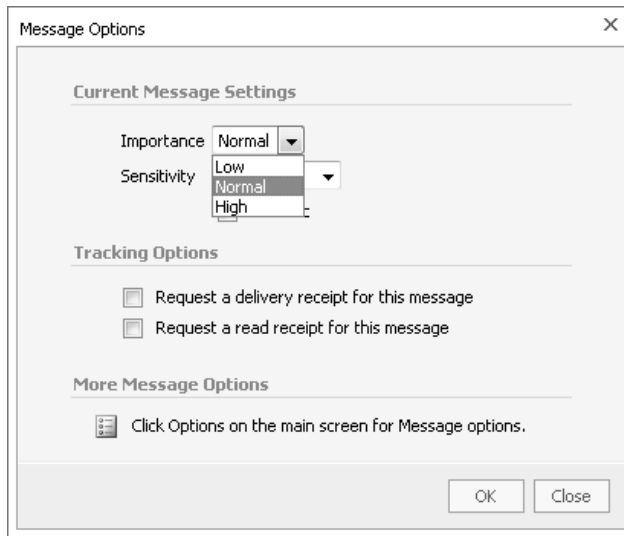 Message Options
Current Message Settings
Importance Normal
Low
Sensitivity
Normal
High
Tracking Options
Request a delivery receipt for this message
Request a read receipt for this message
More Message Options
Click Options on the main screen for Message options.
OK Close